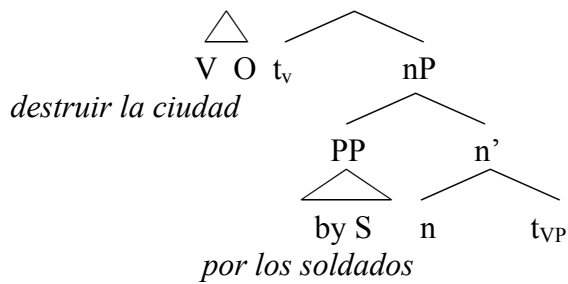 V O t_v nP
destruir la ciudad
PP n’
by S n t_VP
por los soldados